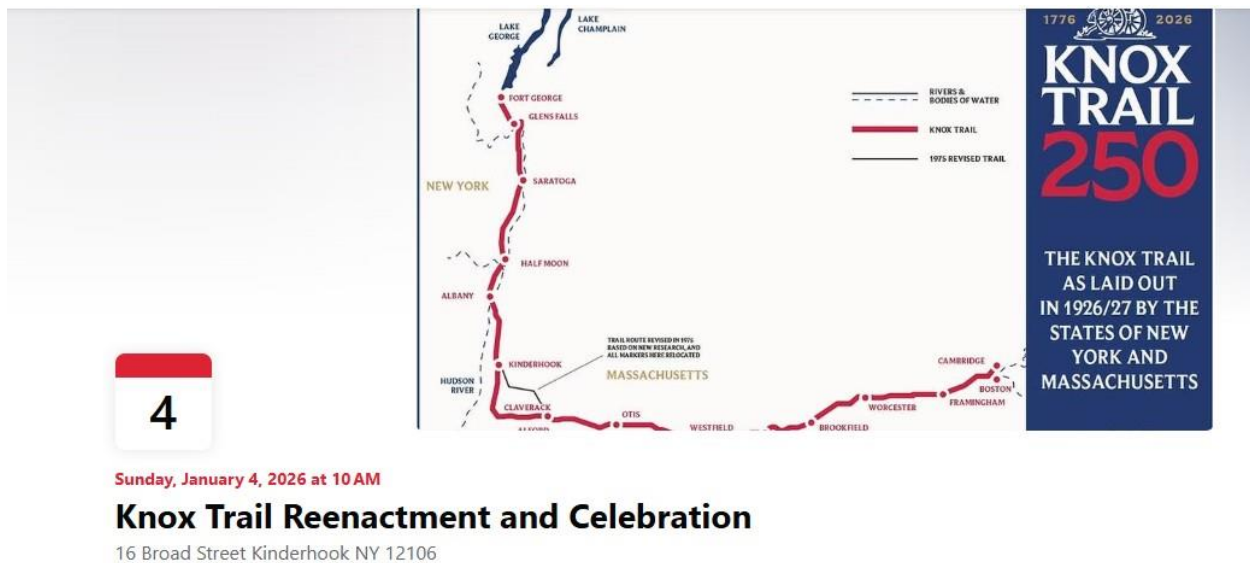 1776 2026
KNOX
TRAIL
250
THE KNOX TRAIL
AS LAID OUT
IN 1926/27 BY THE
STATES OF NEW
YORK AND
MASSACHUSETTS
LAKE
GEORGE
LAKE
CHAMPLAIN
FORT GEORGE
GLENS FALLS
NEW YORK
SARATOGA
HALF MOON
ALBANY
KINDERHOOK
HUDSON
RIVER
CLAVERACK
ALFORD
OTIS
WESTFIELD
BROOKFIELD
WORCESTER
FRAMINGHAM
CAMBRIDGE
BOSTON
TRAIL ROUTE REVISED IN 1975
BASED ON NEW RESEARCH, AND
ALL MARKERS HERE RELOCATED
MASSACHUSETTS
RIVERS &
BODIES OF WATER
KNOX TRAIL
1975 REVISED TRAIL
4
Sunday, January 4, 2026 at 10 AM
Knox Trail Reenactment and Celebration
16 Broad Street Kinderhook NY 12106